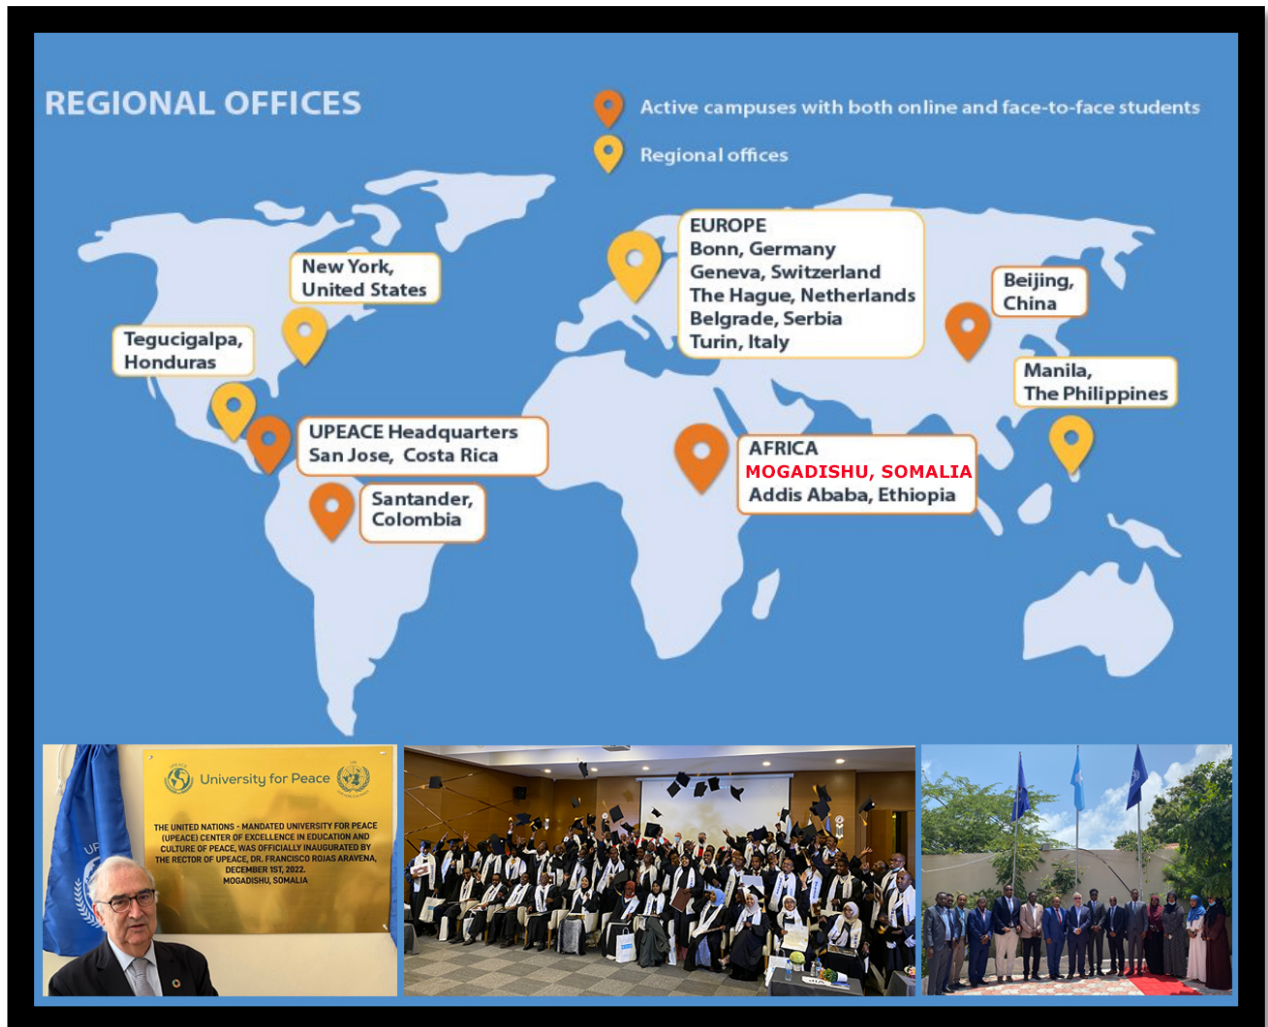 REGIONAL OFFICES
Active campuses with both online and face-to-face students
Regional offices
New York,
United States
Tegucigalpa,
Honduras
UPEACE Headquarters
San Jose, Costa Rica
Santander,
Colombia
EUROPE
Bonn, Germany
Geneva, Switzerland
The Hague, Netherlands
Belgrade, Serbia
Turin, Italy
Beijing,
China
Manila,
The Philippines
AFRICA
MOGADISHU, SOMALIA
Addis Ababa, Ethiopia
UPEACE
University for Peace
THE UNITED NATIONS - MANDATED UNIVERSITY FOR PEACE
(UPEACE) CENTER OF EXCELLENCE IN EDUCATION AND
CULTURE OF PEACE, WAS OFFICIALLY INAUGURATED BY
THE RECTOR OF UPEACE, DR. FRANCISCO ROJAS ARAVENA,
DECEMBER 1ST, 2022.
MOGADISHU, SOMALIA